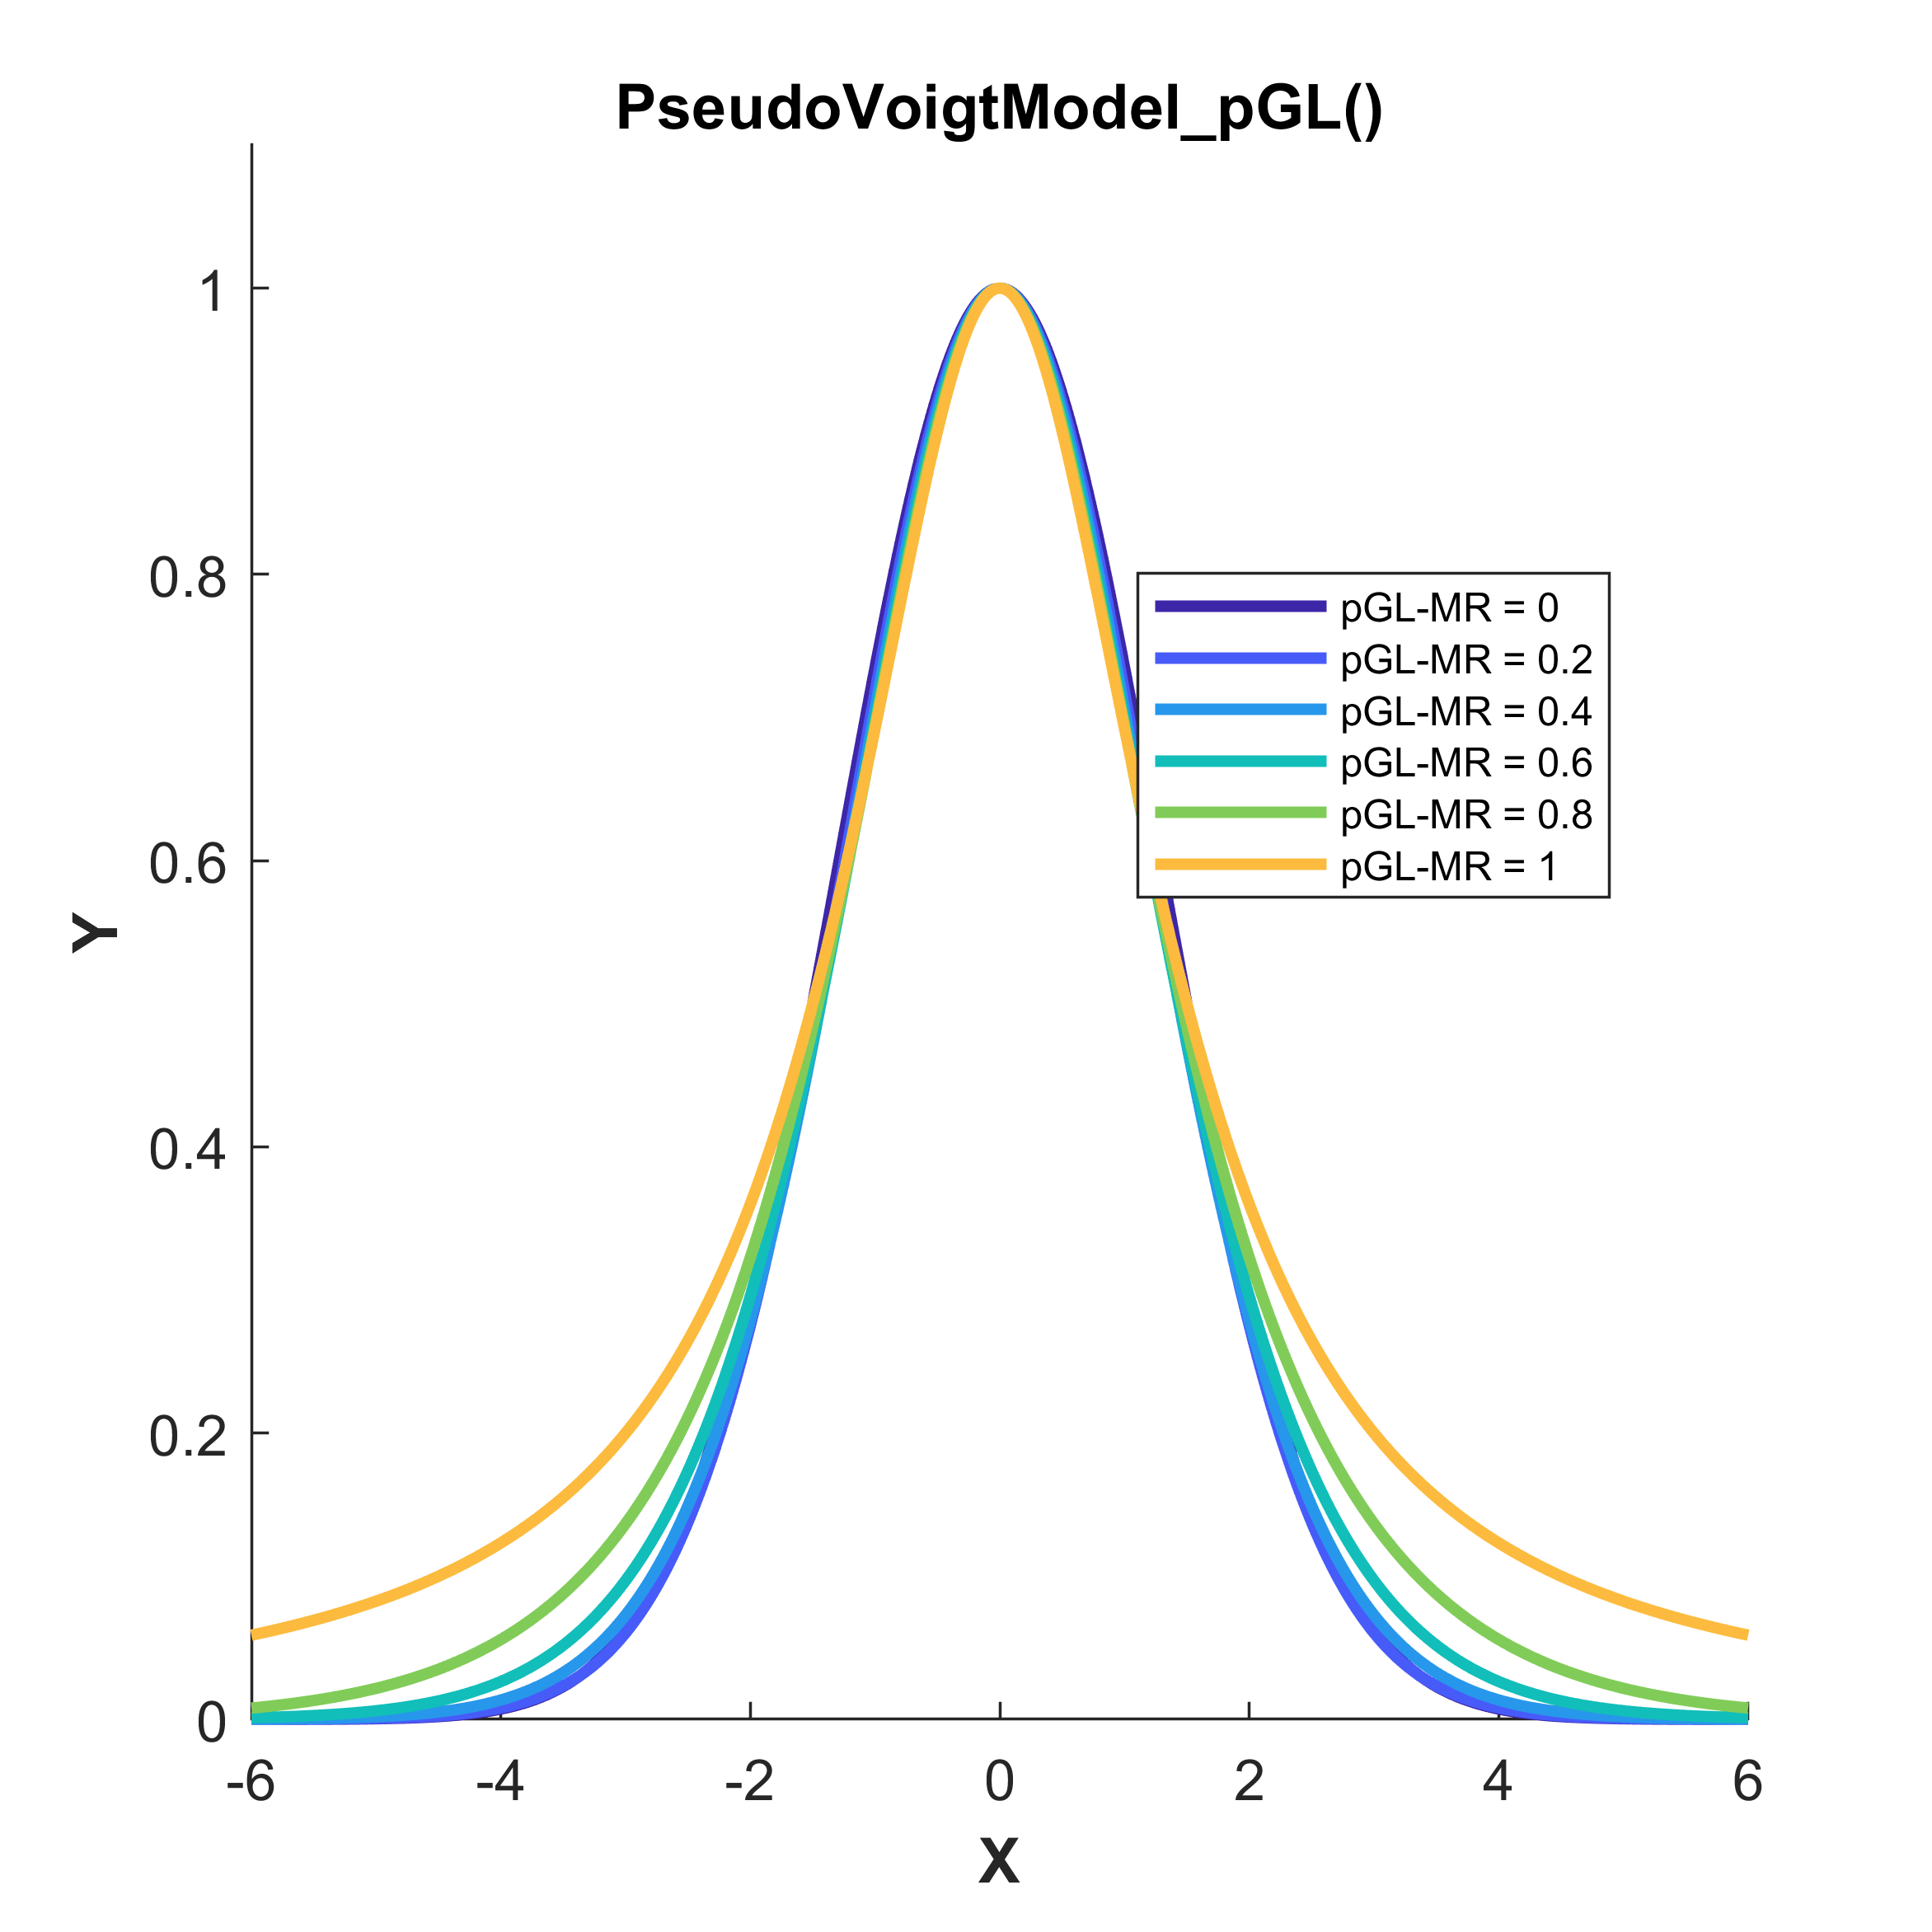 PseudoVoigtModel_pGL()
1
0.8
0.6
0.4
0.2
0
Y
pGL-MR = 0
pGL-MR = 0.2
pGL-MR = 0.4
pGL-MR = 0.6
pGL-MR = 0.8
pGL-MR = 1
-6 -4 -2 0 2 4 6
X